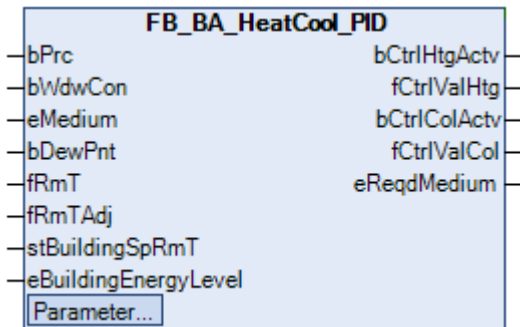 FB_BA_HeatCool_PID
bPrc bCtrlHtgActv
bWdwCon fCtrlValHtg
eMedium bCtrlColActv
bDewPnt fCtrlValCol
fRmT eReqdMedium
fRmTAdj
stBuildingSpRmT
eBuildingEnergyLevel
Parameter...